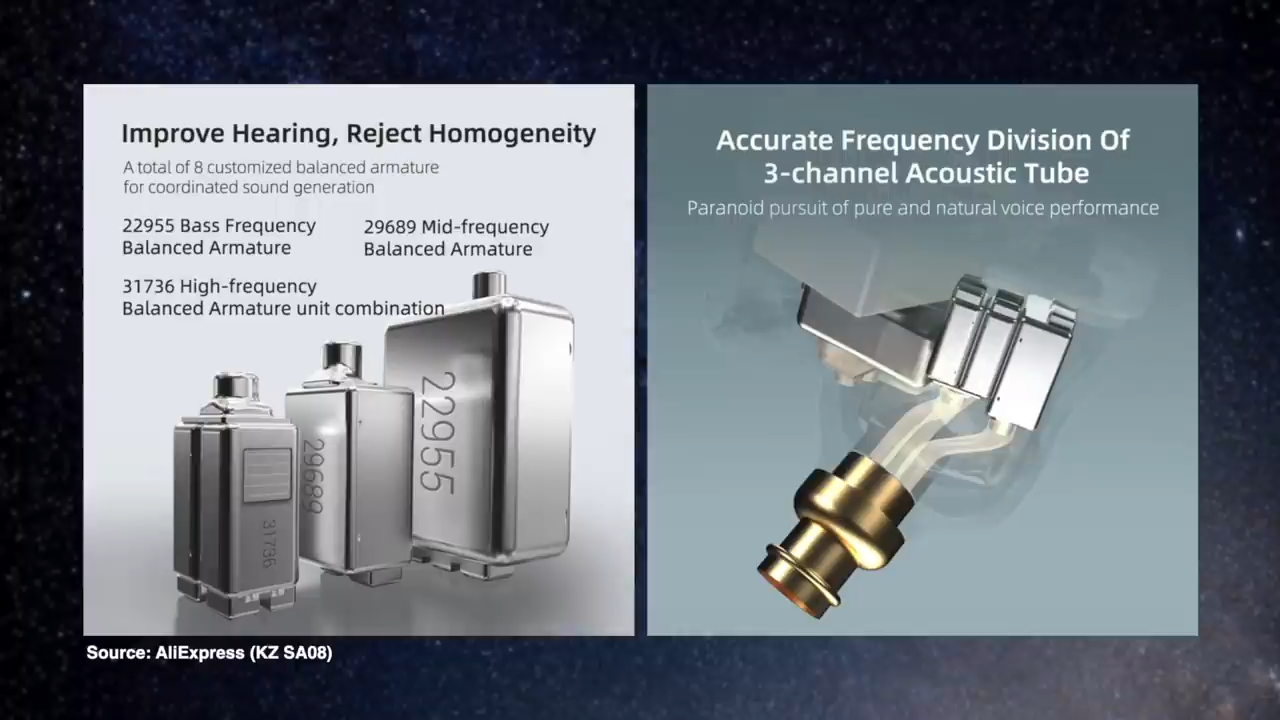 Improve Hearing, Reject Homogeneity
A total of 8 customized balanced armature
for coordinated sound generation
22955 Bass Frequency
Balanced Armature
29689 Mid-frequency
Balanced Armature
31736 High-frequency
Balanced Armature unit combination
22955
29689
31736
Accurate Frequency Division Of
3-channel Acoustic Tube
Paranoid pursuit of pure and natural voice performance
Source: AliExpress (KZ SA08)